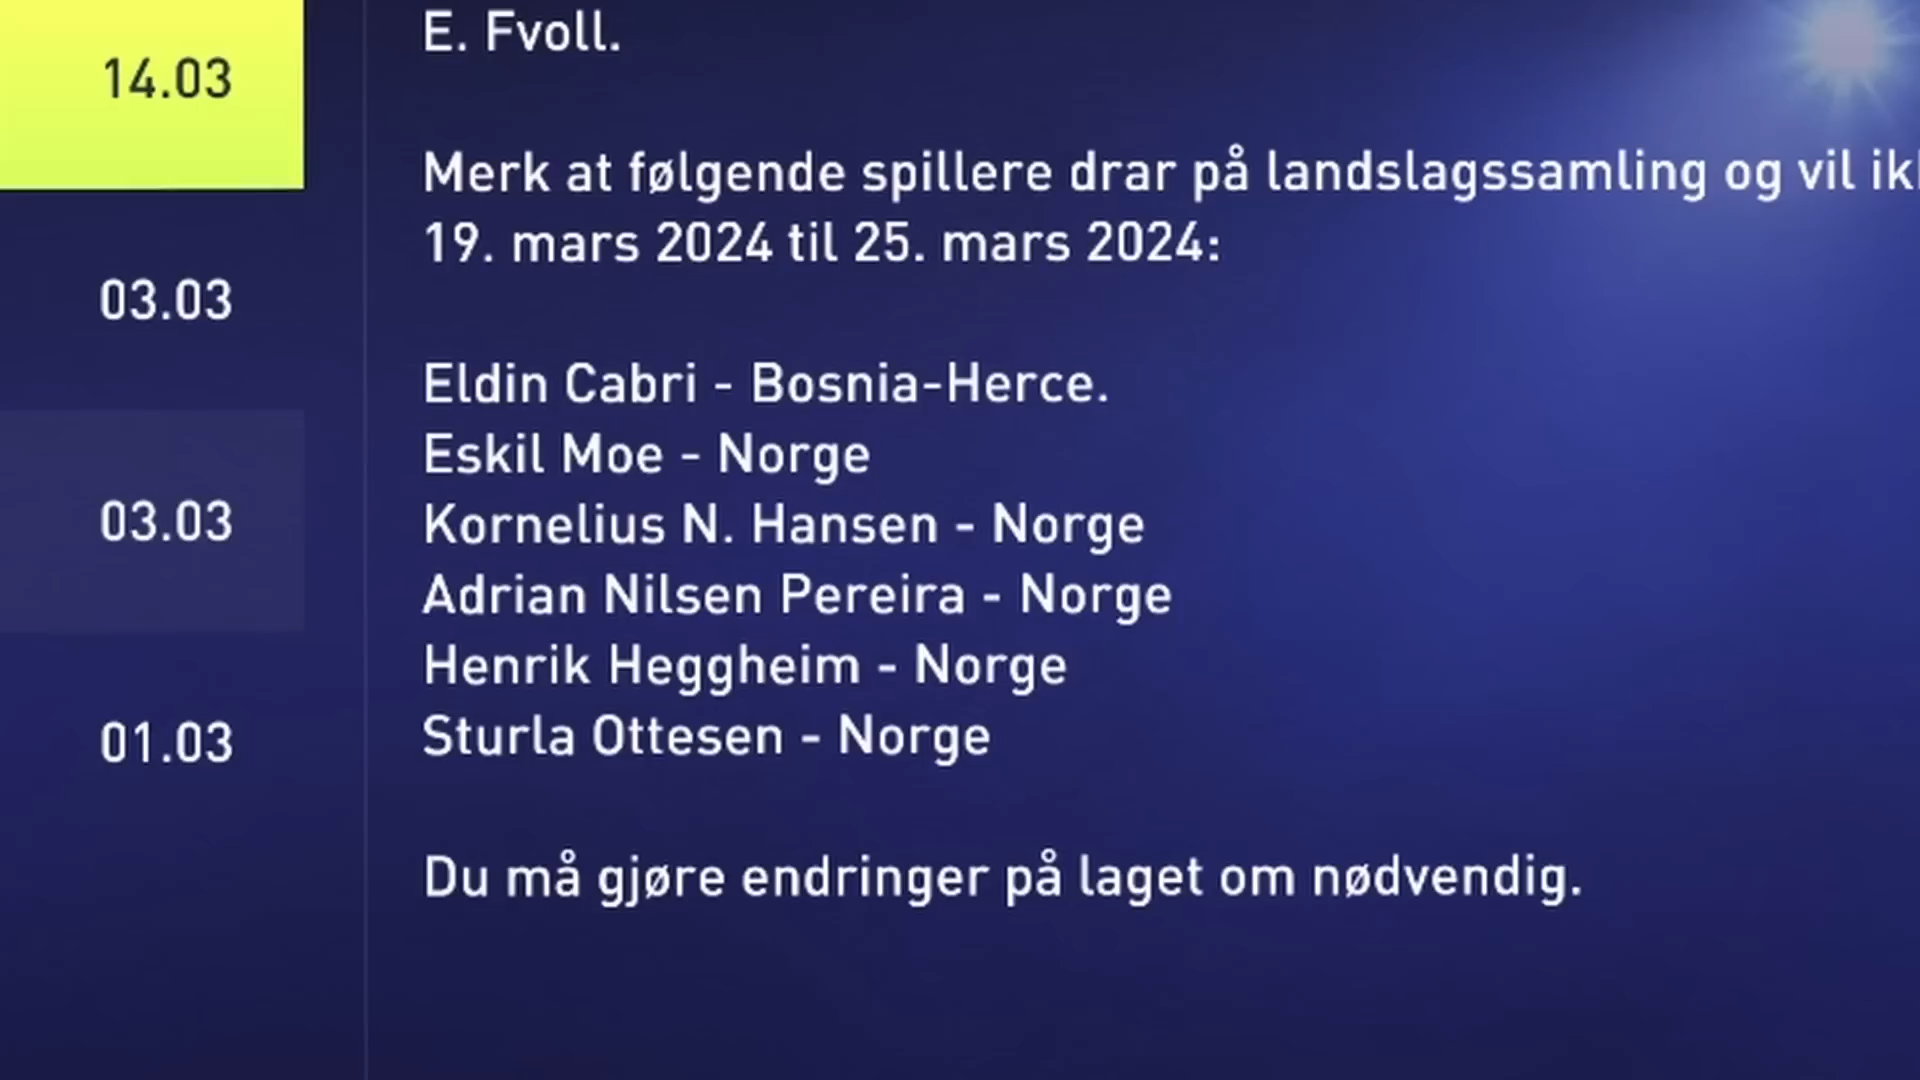 E. Fvoll.
14.03
Merk at følgende spillere drar på landslagssamling og vil
19. mars 2024 til 25. mars 2024:
03.03
Eldin Cabri - Bosnia-Herce.
Eskil Moe - Norge
03.03
Kornelius N. Hansen - Norge
Adrian Nilsen Pereira - Norge
Henrik Heggheim - Norge
01.03
Sturla Ottesen - Norge
Du må gjøre endringer på laget om nødvendig.